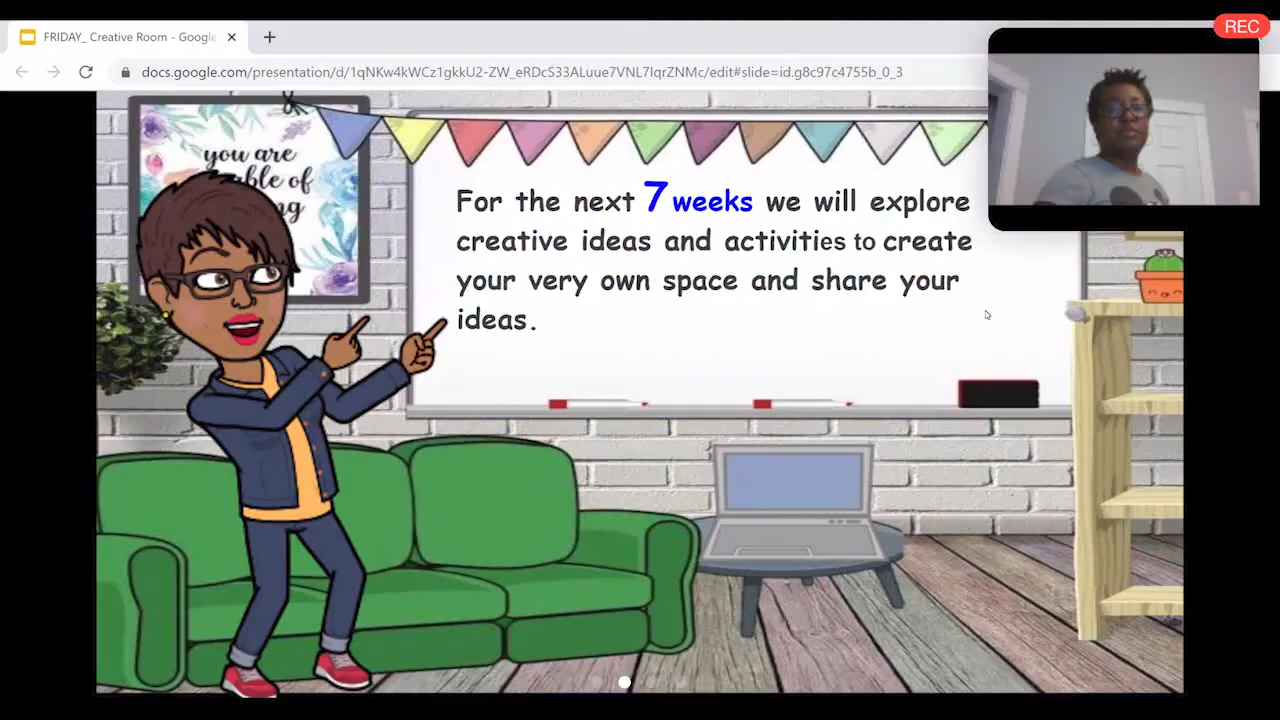 REC
FRIDAY_ Creative Room - Google
docs.google.com/presentation/d/1qNKw4kWCz1gkkU2-ZW_eRDcS33ALuue7VNL7IqrZNMc/edit#slide=id.g8c97c4755b_0_3
you are
of
For the next 7 weeks we will explore
creative ideas and activities to create
your very own space and share your
ideas.